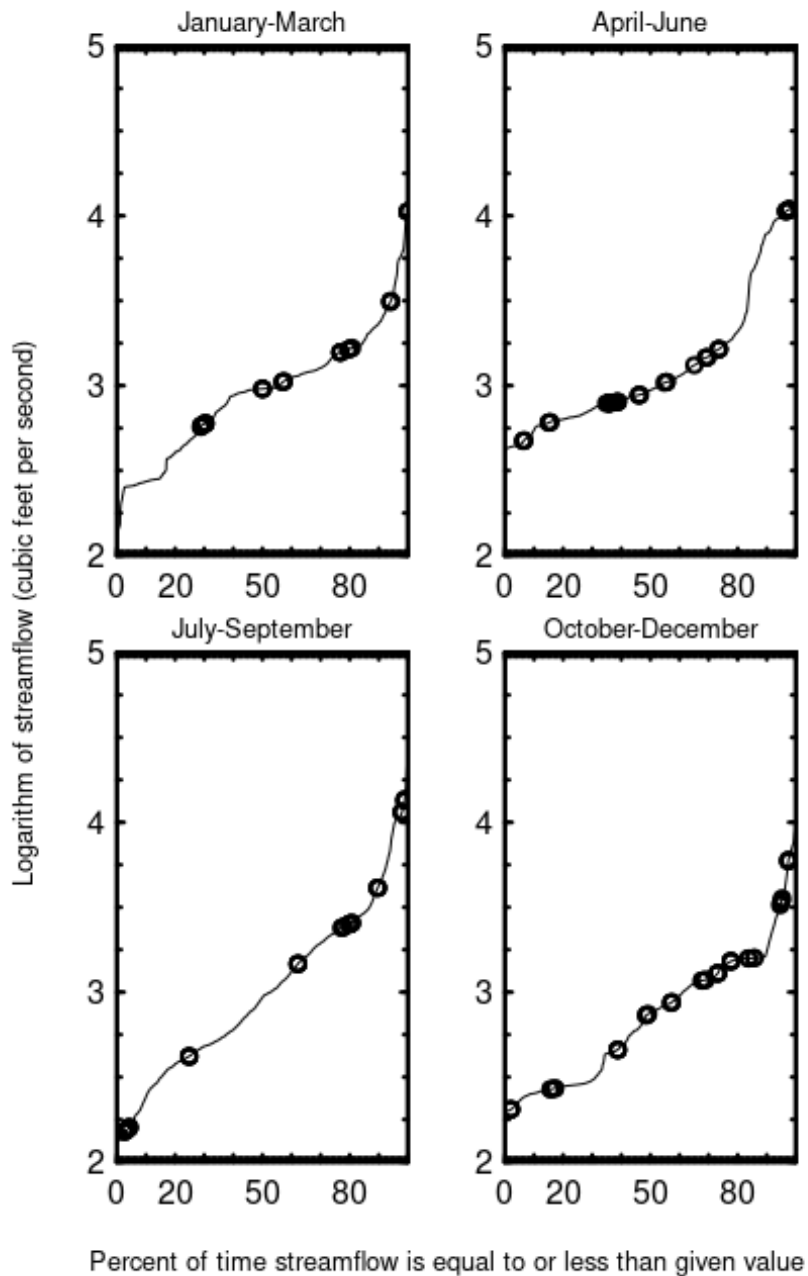 January-March
April-June
5
4
3
2
0 20 50 80
5
4
3
2
0 20 50 80
July-September
October-December
5
4
3
2
0 20 50 80
5
4
3
2
0 20 50 80
Logarithm of streamflow (cubic feet per second)
Percent of time streamflow is equal to or less than given value